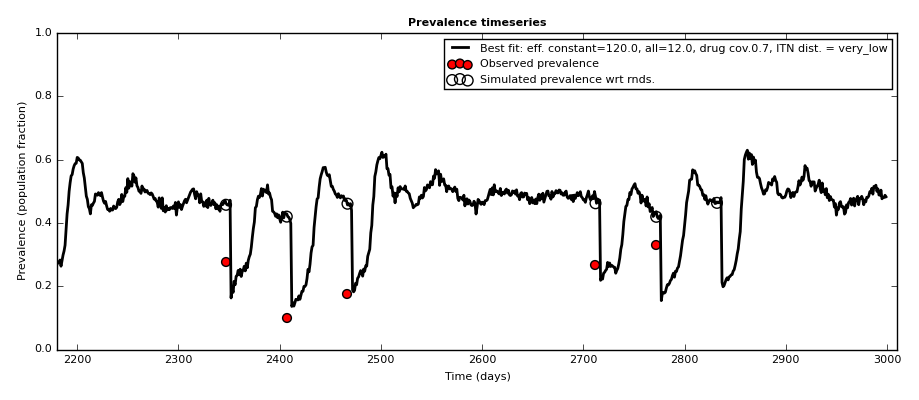 Prevalence timeseries
Best fit: eff. constant=120.0, all=12.0, drug cov.0.7, ITN dist. = very_low
Observed prevalence
Simulated prevalence wrt rnds.
Prevalence (population fraction)
1.0
0.8
0.6
0.4
0.2
0.0
2200 2300 2400 2500 2600 2700 2800 2900 3000
Time (days)